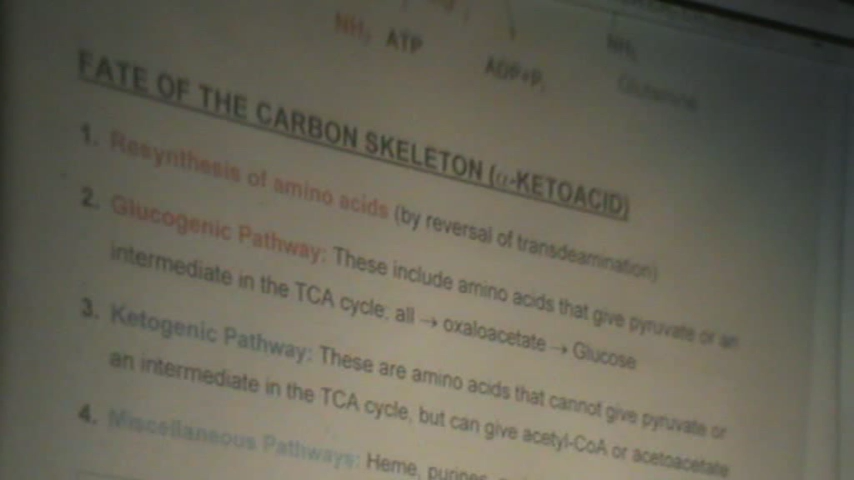 NH₃ ATP
ADP+Pᵢ
NH₂
Glutamine
FATE OF THE CARBON SKELETON (α-KETOACID)
1. Resynthesis of amino acids (by reversal of transdeamination)
2. Glucogenic Pathway: These include amino acids that give pyruvate or an
intermediate in the TCA cycle; all → oxaloacetate → Glucose
3. Ketogenic Pathway: These are amino acids that cannot give pyruvate or
an intermediate in the TCA cycle, but can give acetyl-CoA or acetoacetate
4. Miscellaneous Pathways: Heme, purines,